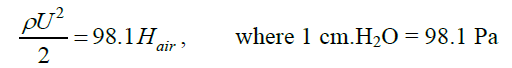 ρU²/2 = 98.1H_air , where 1 cm.H₂O = 98.1 Pa